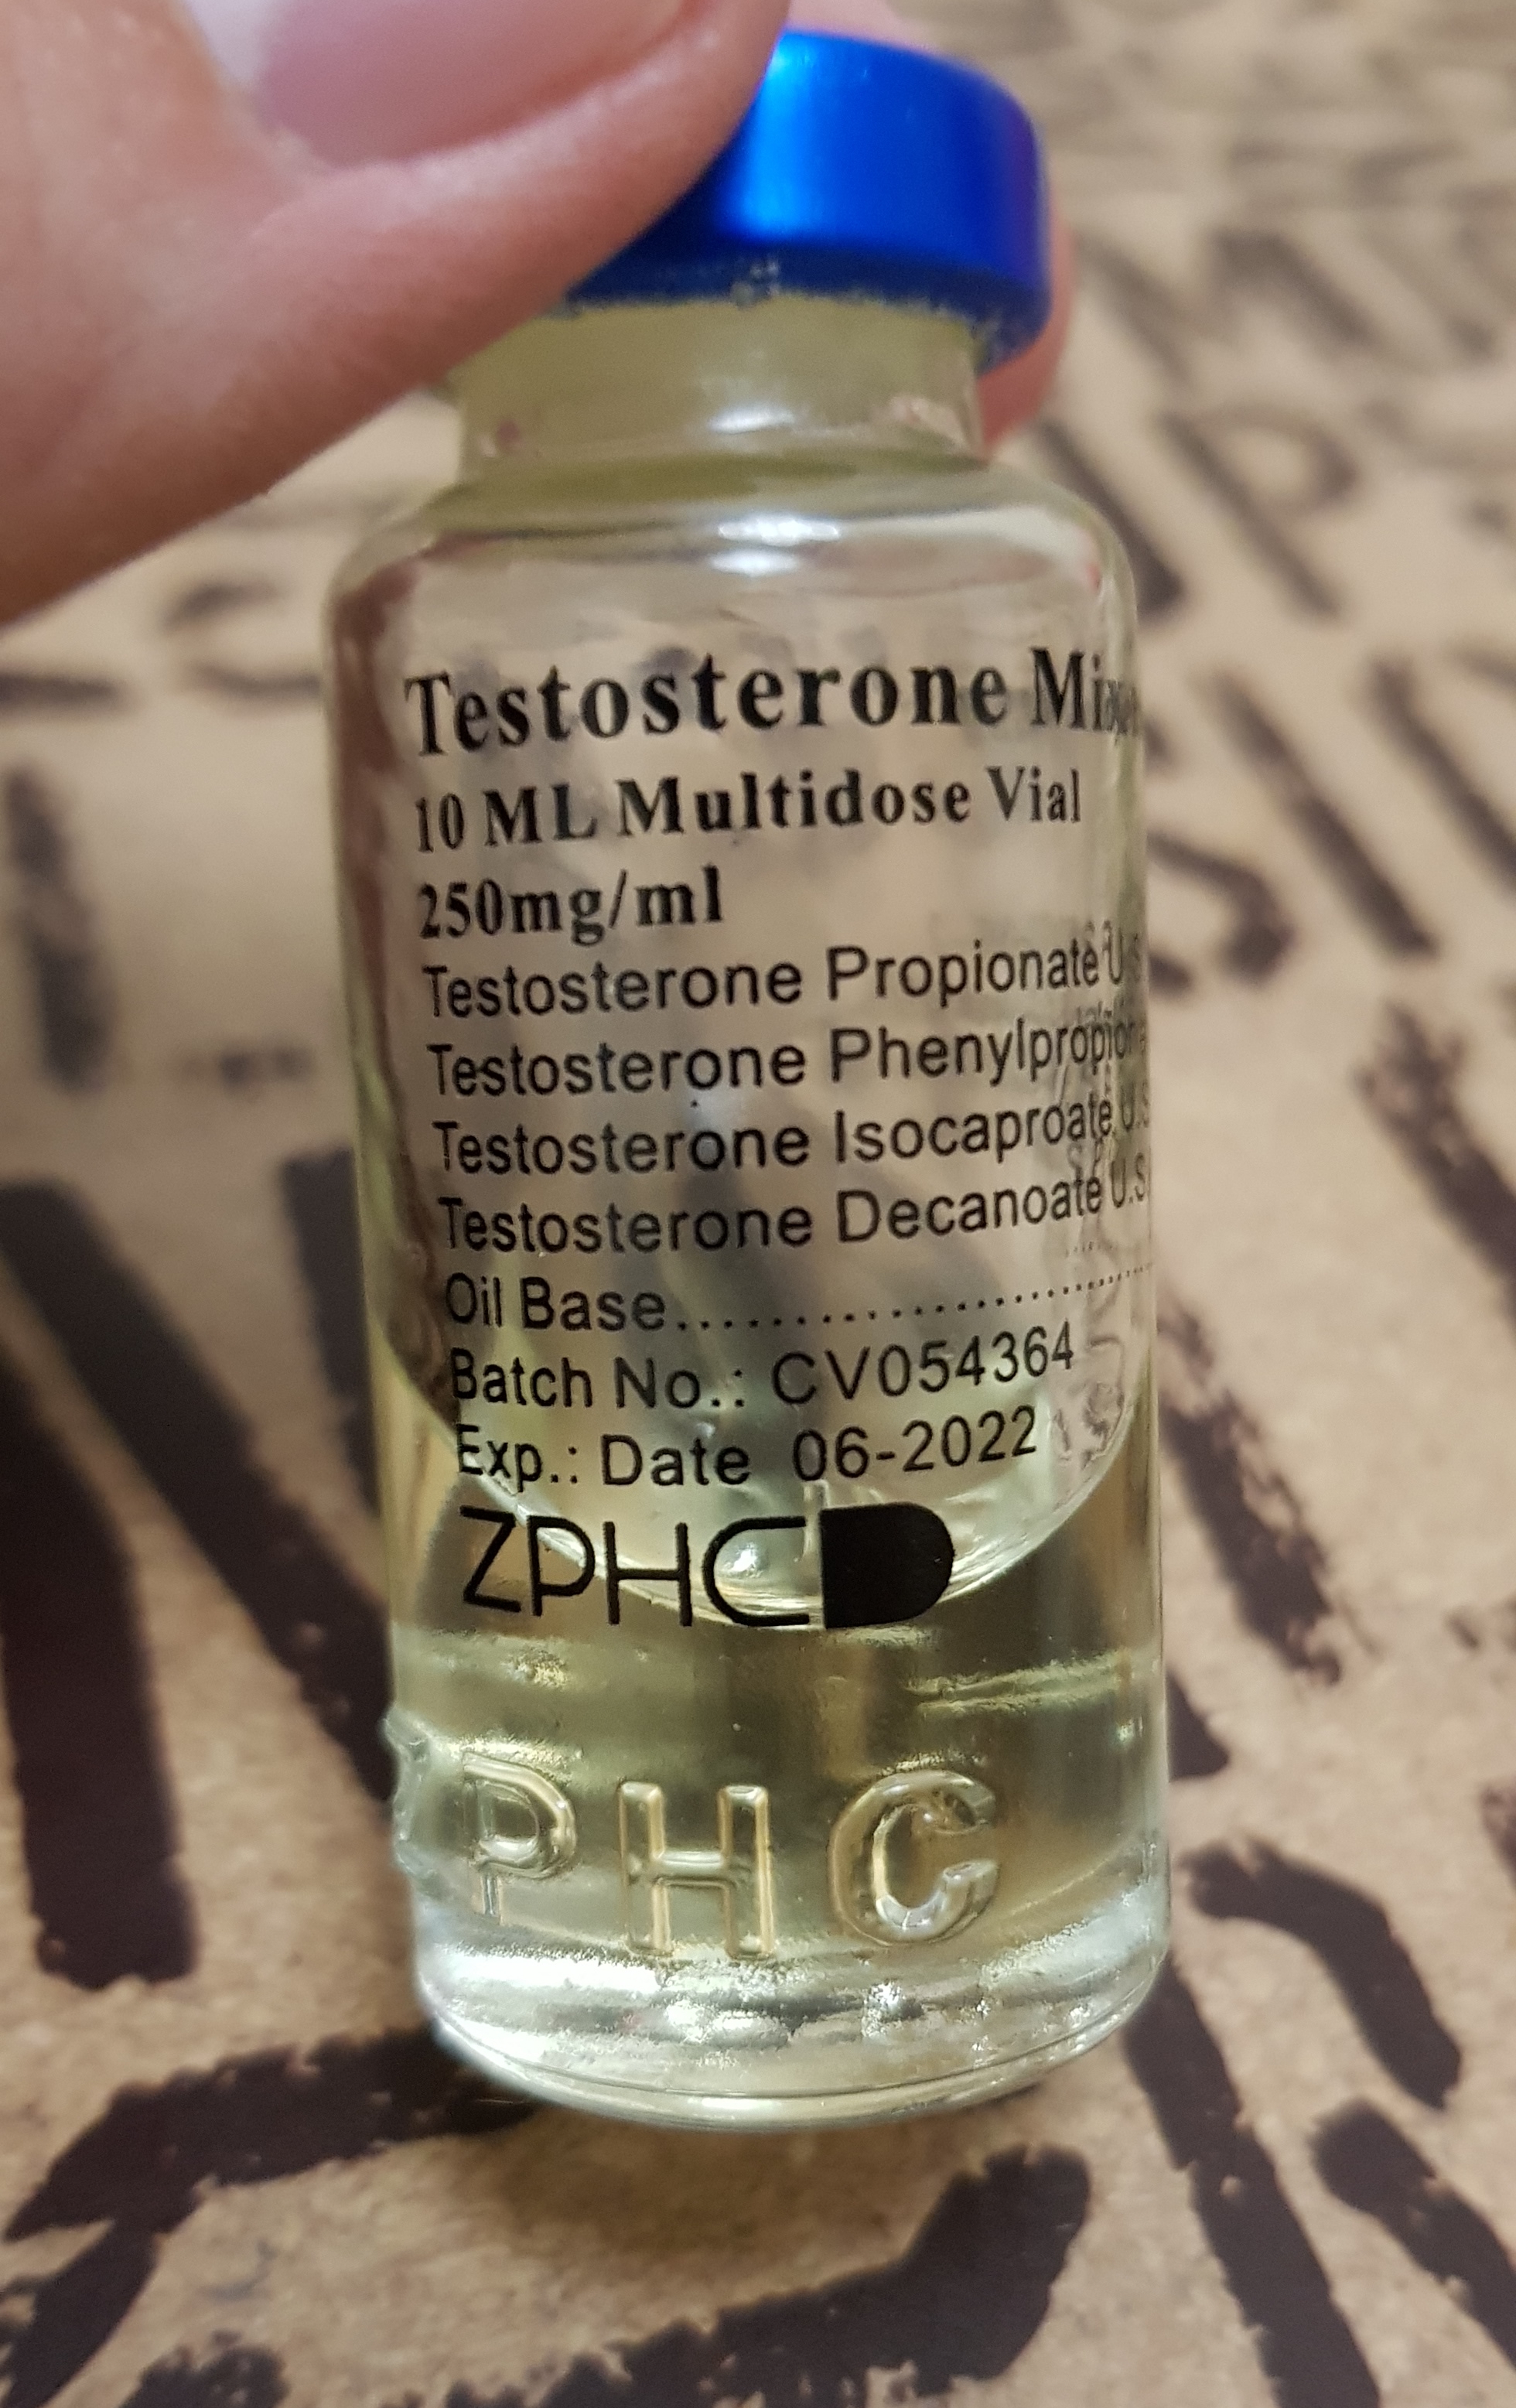 Testosterone
10 ML Multidose Vial
250mg/ml
Testosterone Propionate
Testosterone
Testosterone Isocaproate
Testosterone Decanoate
Oil Base........................
Batch No.: CV054364
Exp.: Date 06-2022
ZPHC
PHC